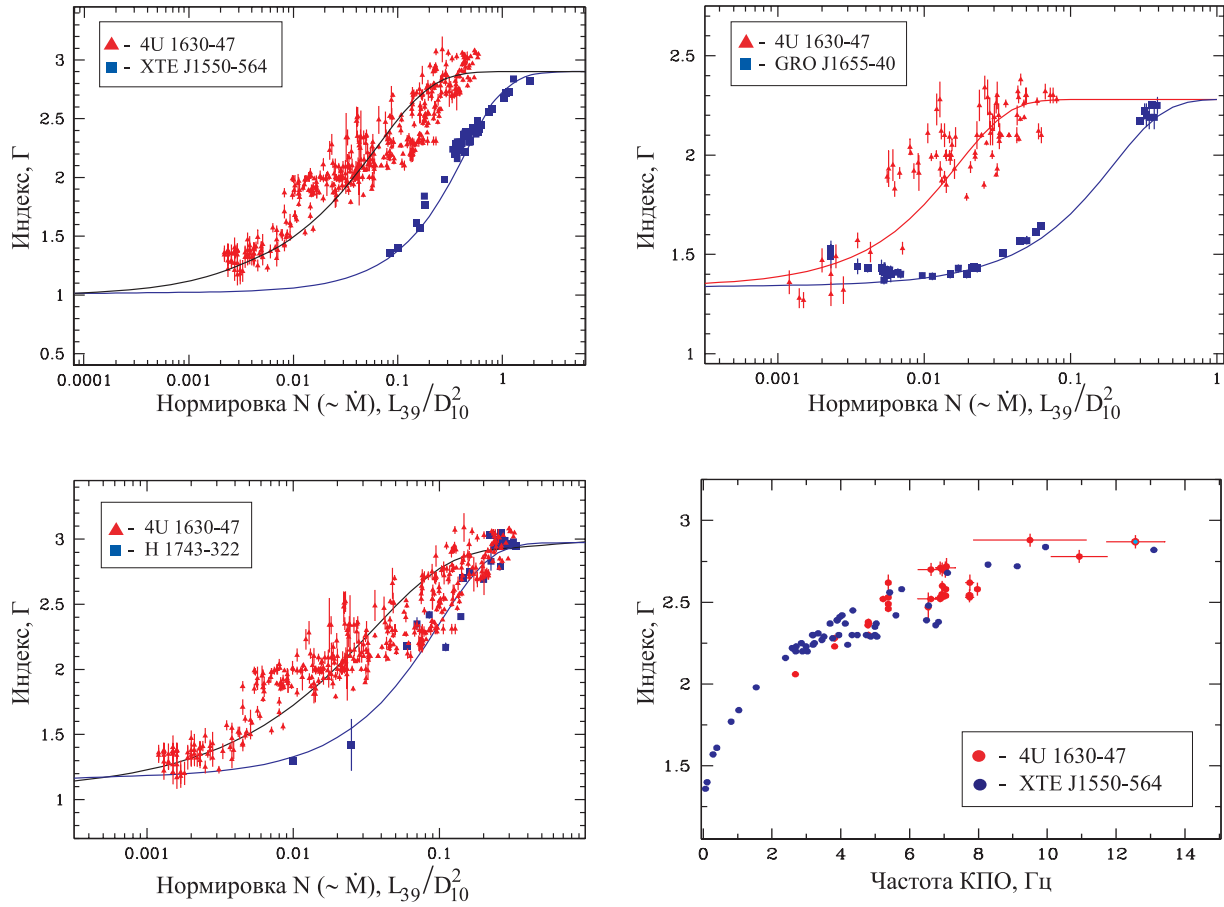 3
2.5
2
1.5
1
0.5
Индекс, Γ
- 4U 1630-47
- XTE J1550-564
0.0001 0.001 0.01 0.1 1
Нормировка N (~ Ṁ), L₃₉/D²₁₀
2.5
2
1.5
1
Индекс, Γ
- 4U 1630-47
- GRO J1655-40
0.001 0.01 0.1 1
Нормировка N (~ Ṁ), L₃₉/D²₁₀
3
2.5
2
1.5
1
Индекс, Γ
- 4U 1630-47
- H 1743-322
0.001 0.01 0.1 1
Нормировка N (~ Ṁ), L₃₉/D²₁₀
3
2.5
2
1.5
Индекс, Γ
- 4U 1630-47
- XTE J1550-564
0 2 4 6 8 10 12 14
Частота КПО, Гц